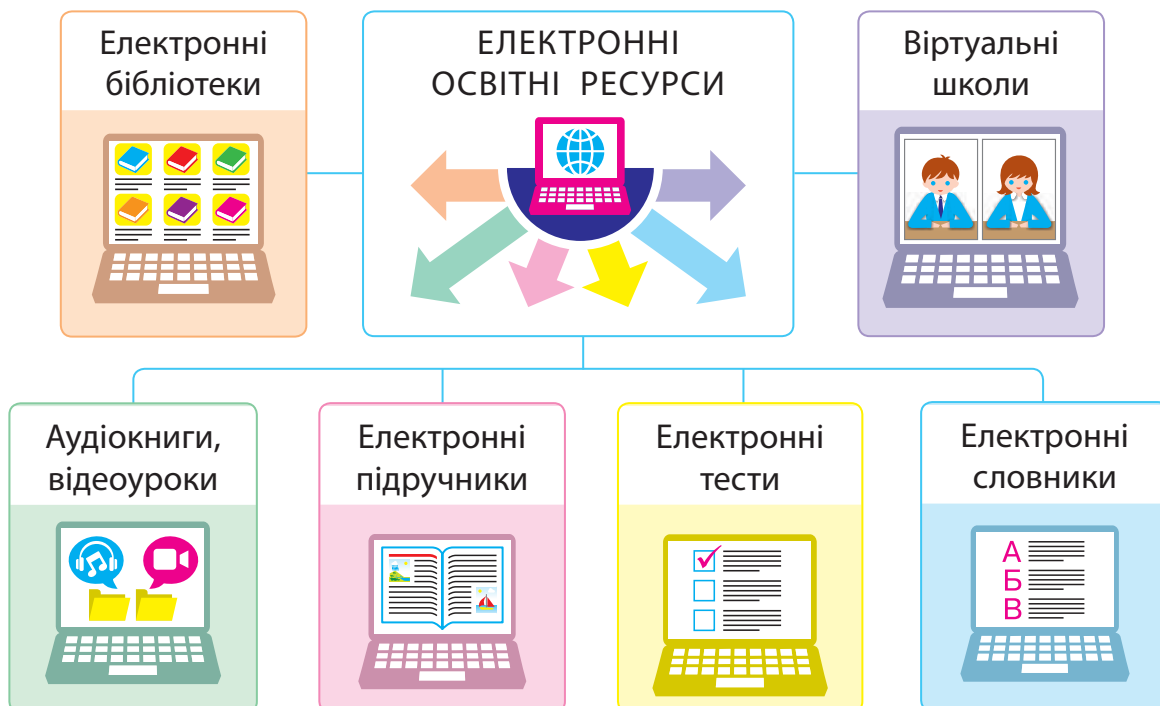 Електронні
бібліотеки
ЕЛЕКТРОННІ
ОСВІТНІ РЕСУРСИ
Віртуальні
школи
Аудіокниги,
відеоуроки
Електронні
підручники
Електронні
тести
Електронні
словники
А
Б
В